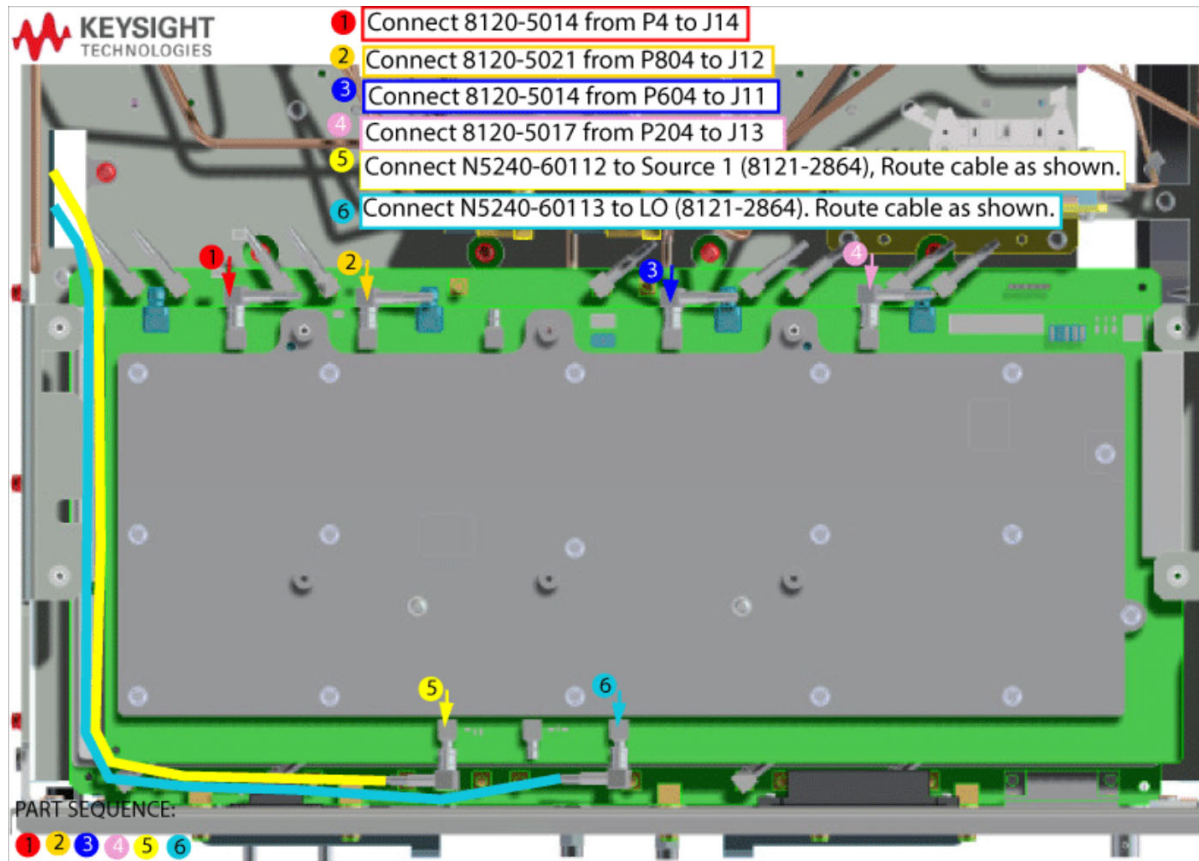 KEYSIGHT
TECHNOLOGIES
1 Connect 8120-5014 from P4 to J14
2 Connect 8120-5021 from P804 to J12
3 Connect 8120-5014 from P604 to J11
4 Connect 8120-5017 from P204 to J13
5 Connect N5240-60112 to Source 1 (8121-2864), Route cable as shown.
6 Connect N5240-60113 to LO (8121-2864). Route cable as shown.
1
2
3
4
5
6
PART SEQUENCE:
1 2 3 4 5 6